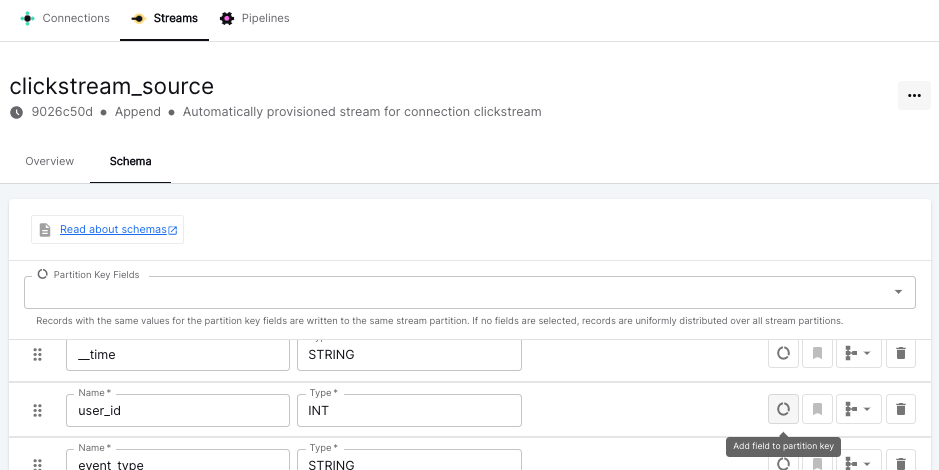 Connections Streams Pipelines
clickstream_source
...
9026c50d ● Append ● Automatically provisioned stream for connection clickstream
Overview Schema
Read about schemas
Partition Key Fields
Records with the same values for the partition key fields are written to the same stream partition. If no fields are selected, records are uniformly distributed over all stream partitions.
__time STRING
Name * Type *
user_id INT
Add field to partition key
Name * Type *
event_type STRING